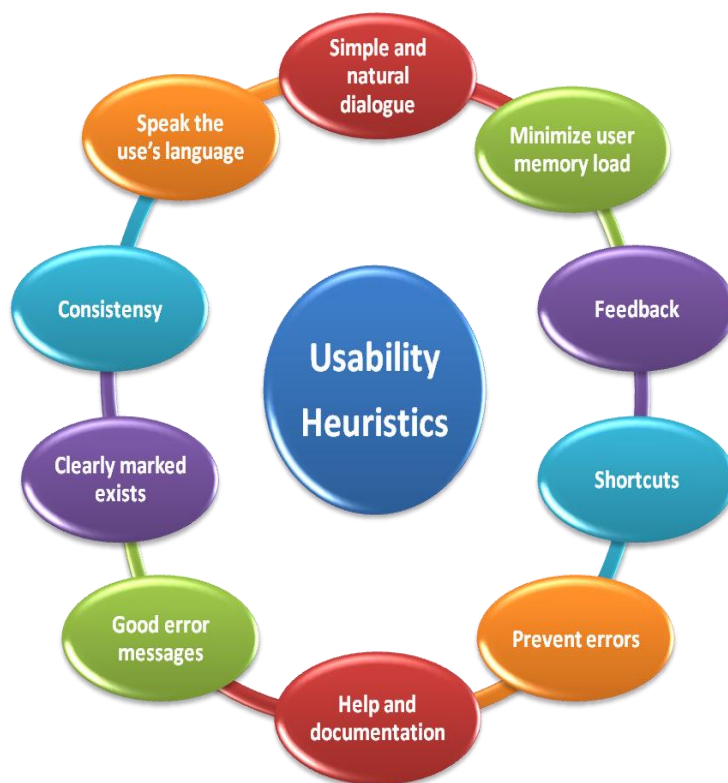 Simple and
natural
dialogue
Minimize user
memory load
Feedback
Shortcuts
Prevent errors
Help and
documentation
Good error
messages
Clearly marked
exists
Consistensy
Speak the
use's language
Usability
Heuristics